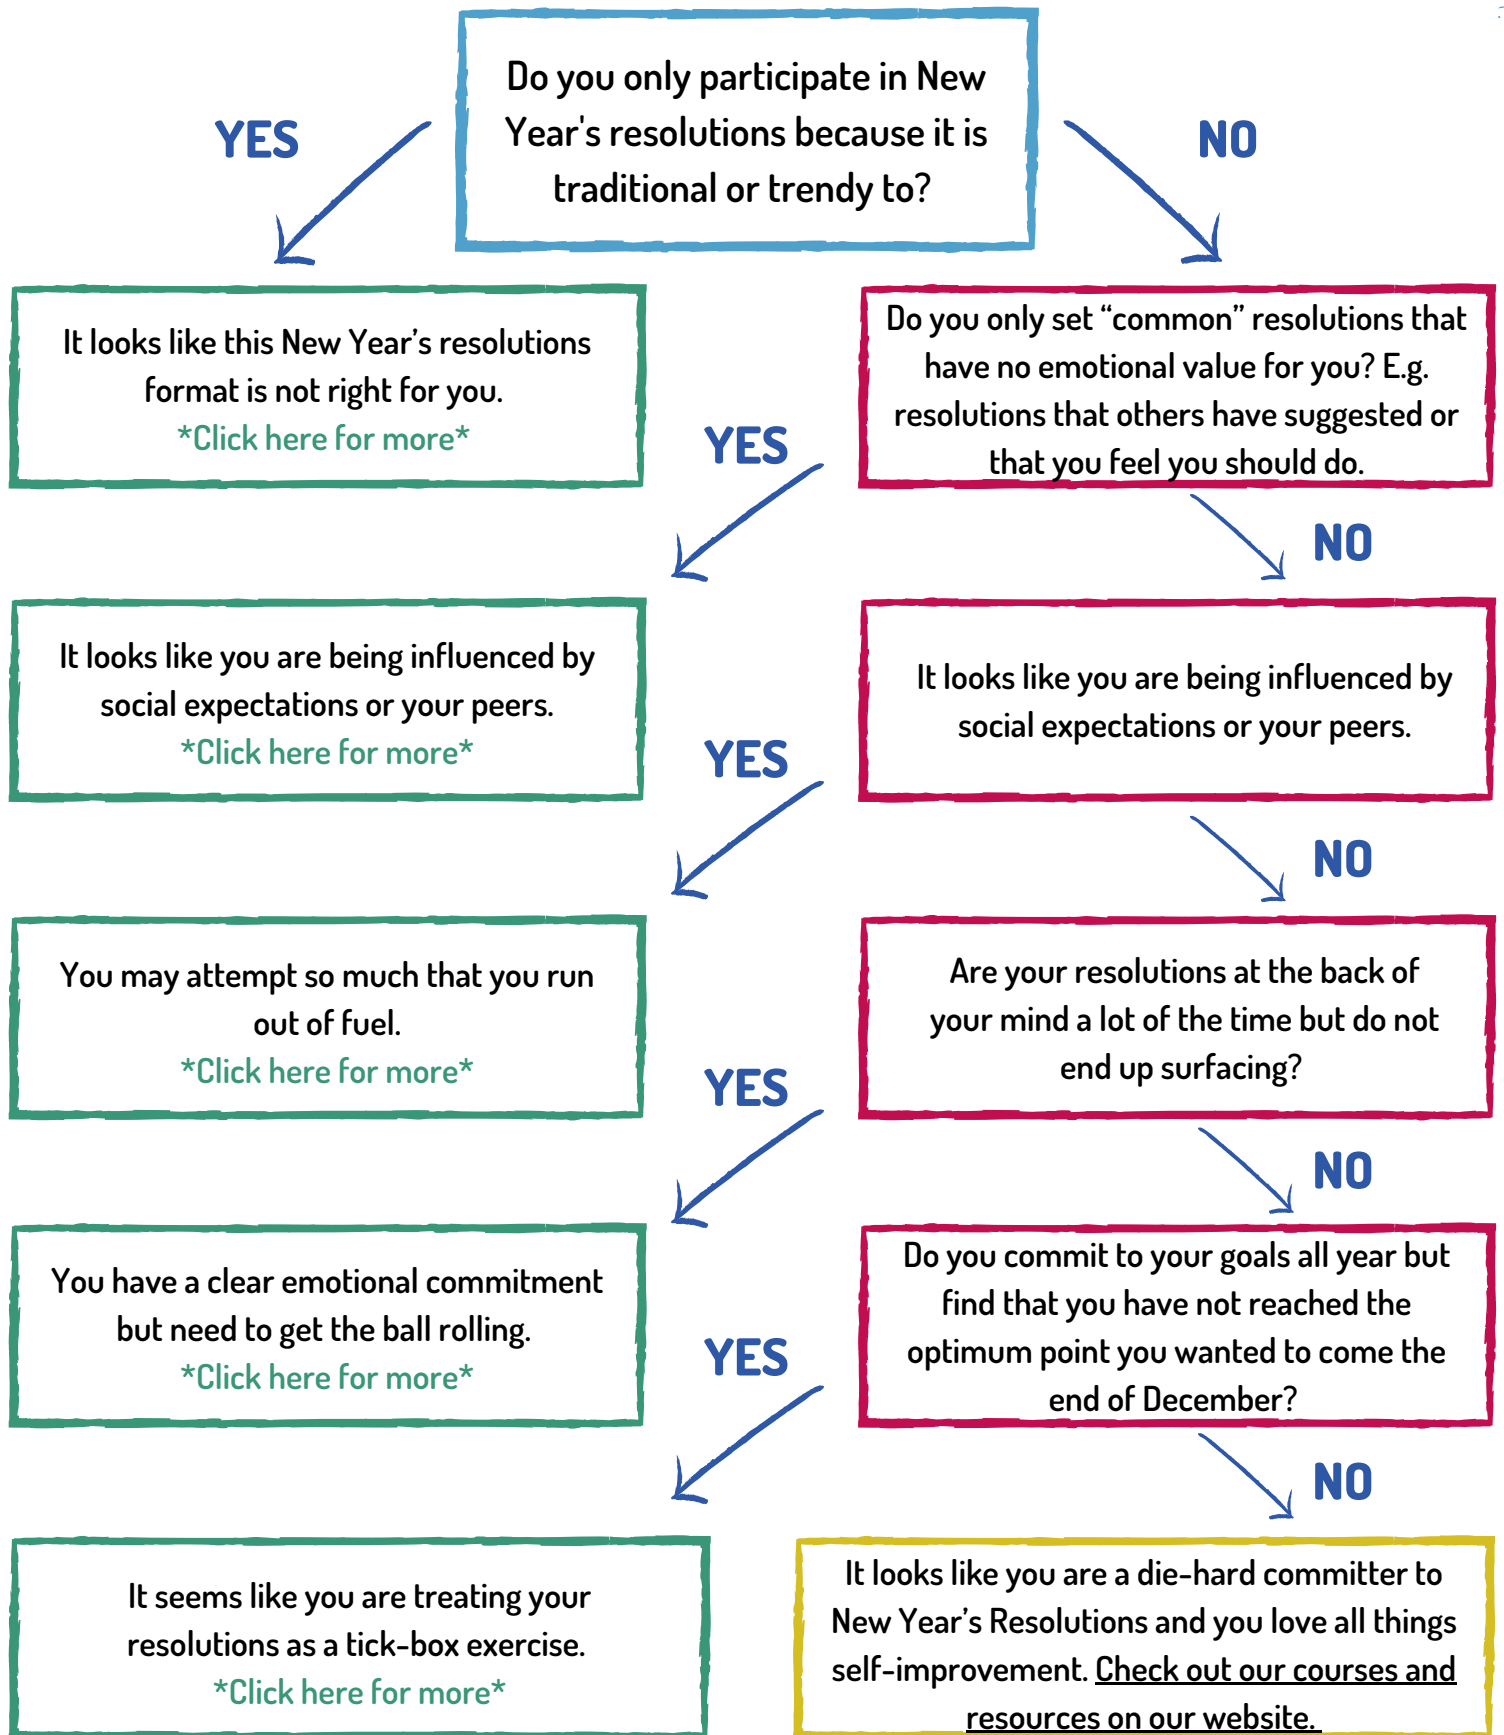 Do you only participate in New
Year's resolutions because it is
traditional or trendy to?
YES
NO
It looks like this New Year’s resolutions
format is not right for you.
*Click here for more*
Do you only set “common” resolutions that
have no emotional value for you? E.g.
resolutions that others have suggested or
that you feel you should do.
YES
NO
It looks like you are being influenced by
social expectations or your peers.
*Click here for more*
It looks like you are being influenced by
social expectations or your peers.
YES
NO
You may attempt so much that you run
out of fuel.
*Click here for more*
Are your resolutions at the back of
your mind a lot of the time but do not
end up surfacing?
YES
NO
You have a clear emotional commitment
but need to get the ball rolling.
*Click here for more*
Do you commit to your goals all year but
find that you have not reached the
optimum point you wanted to come the
end of December?
YES
NO
It seems like you are treating your
resolutions as a tick-box exercise.
*Click here for more*
It looks like you are a die-hard committer to
New Year’s Resolutions and you love all things
self-improvement. Check out our courses and
resources on our website.